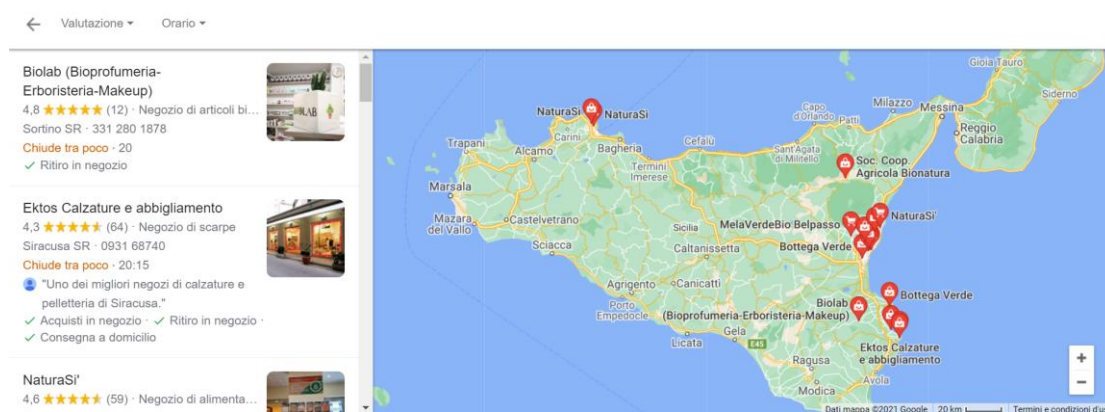 Valutazione Orario
Biolab (Bioprofumeria-
Erboristeria-Makeup)
4,8 (12) · Negozio di articoli bi...
Sortino SR · 331 280 1878
Chiude tra poco · 20
Ritiro in negozio
Ektos Calzature e abbigliamento
4,3 (64) · Negozio di scarpe
Siracusa SR · 0931 68740
Chiude tra poco · 20:15
"Uno dei migliori negozi di calzature e
pelletteria di Siracusa."
Acquisti in negozio · Ritiro in negozio ·
Consegna a domicilio
NaturaSi'
4,6 (59) · Negozio di alimenta...
Gioia Tauro
Siderno
NaturaSì
NaturaSì
Capo
d'Orlando
Milazzo
Messina
Patti
Reggio
Calabria
Trapani
Carini
Bagheria
Cefalù
Sant'Agata
di Militello
Alcamo
Termini
Imerese
Soc. Coop.
Agricola Bionatura
Marsala
Mazara
del Vallo
Castelvetrano
Sicilia
MelaVerdeBio Belpasso
NaturaSi'
Sciacca
Caltanissetta
Bottega Verde
Agrigento
Canicattì
Porto
Empedocle
Bottega Verde
Biolab
(Bioprofumeria-Erboristeria-Makeup)
Gela
Licata
E45
Ektos Calzature
e abbigliamento
Ragusa
Avola
Modica
+
−
Dati mappa ©2021 Google 20 km Termini e condizioni d'u